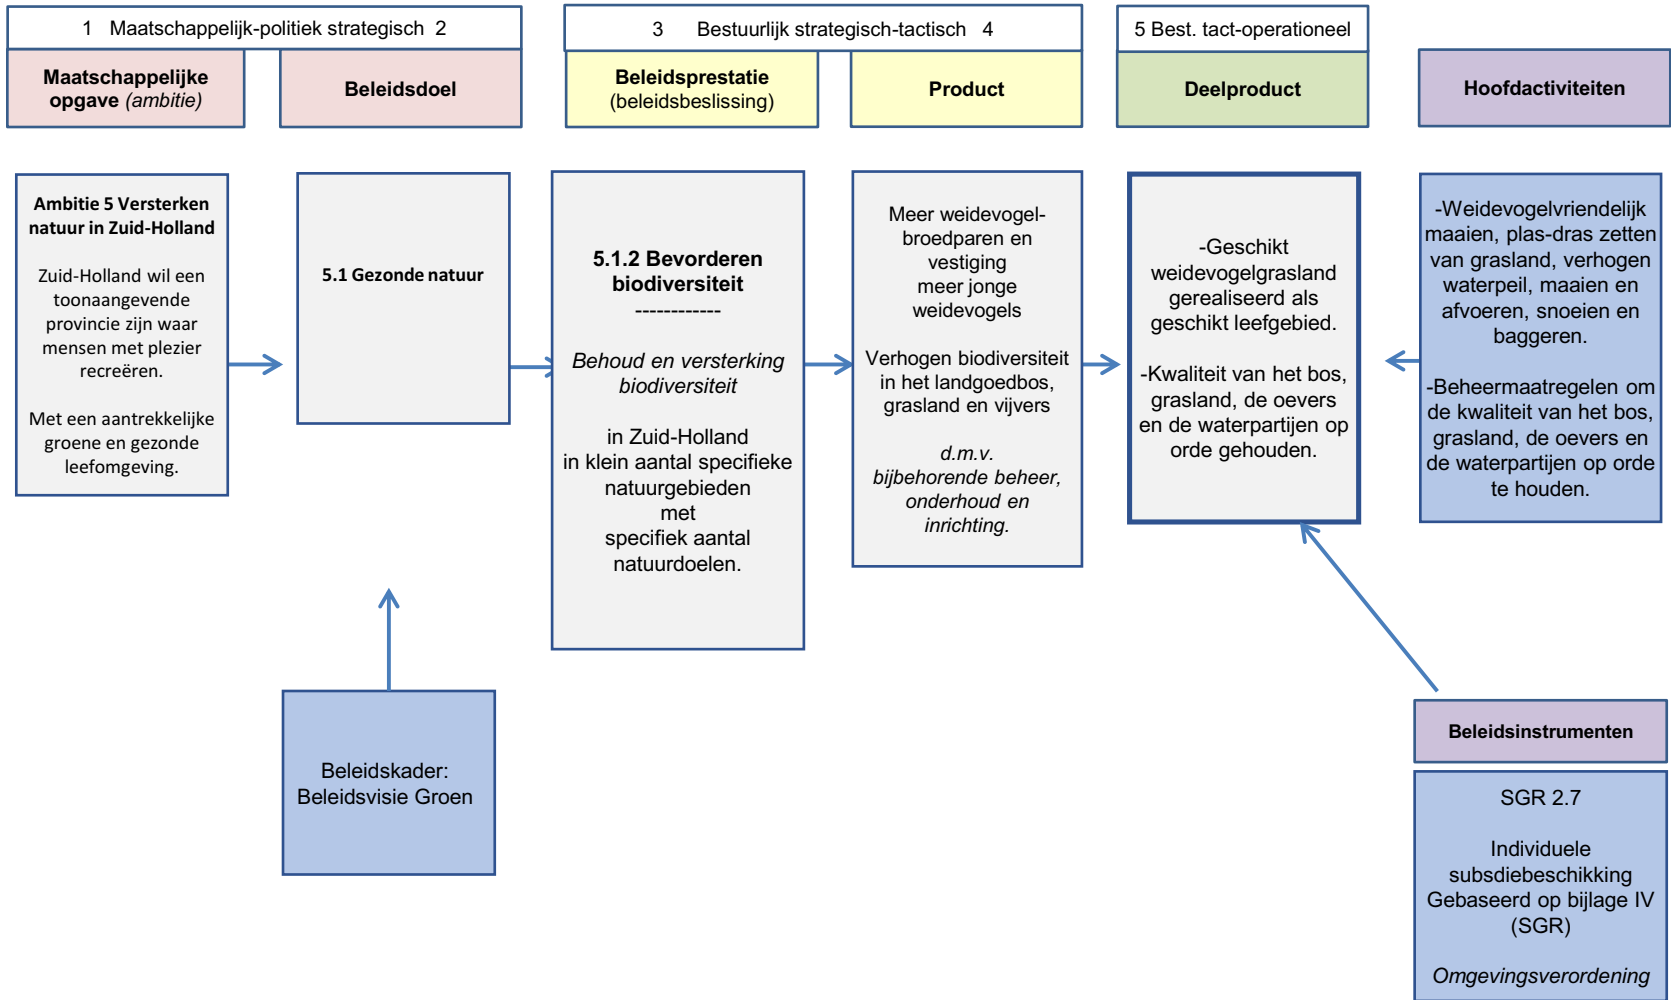 1 Maatschappelijk-politiek strategisch 2
3 Bestuurlijk strategisch-tactisch 4
5 Best. tact-operationeel
Maatschappelijke
opgave (ambitie)
Beleidsdoel
Beleidsprestatie
(beleidsbeslissing)
Product
Deelproduct
Hoofdactiviteiten
Ambitie 5 Versterken
natuur in Zuid-Holland
Zuid-Holland wil een
toonaangevende
provincie zijn waar
mensen met plezier
recreëren.
Met een aantrekkelijke
groene en gezonde
leefomgeving.
5.1 Gezonde natuur
5.1.2 Bevorderen
biodiversiteit
------------
Behoud en versterking
biodiversiteit
in Zuid-Holland
in klein aantal specifieke
natuurgebieden
met
specifiek aantal
natuurdoelen.
Meer weidevogel-
broedparen en
vestiging
meer jonge
weidevogels
Verhogen biodiversiteit
in het landgoedbos,
grasland en vijvers
d.m.v.
bijbehorende beheer,
onderhoud en
inrichting.
-Geschikt
weidevogelgrasland
gerealiseerd als
geschikt leefgebied.
-Kwaliteit van het bos,
grasland, de oevers
en de waterpartijen op
orde gehouden.
-Weidevogelvriendelijk
maaien, plas-dras zetten
van grasland, verhogen
waterpeil, maaien en
afvoeren, snoeien en
baggeren.
-Beheermaatregelen om
de kwaliteit van het bos,
grasland, de oevers en
de waterpartijen op orde
te houden.
Beleidskader:
Beleidsvisie Groen
Beleidsinstrumenten
SGR 2.7
Individuele
subsdiebeschikking
Gebaseerd op bijlage IV
(SGR)
Omgevingsverordening